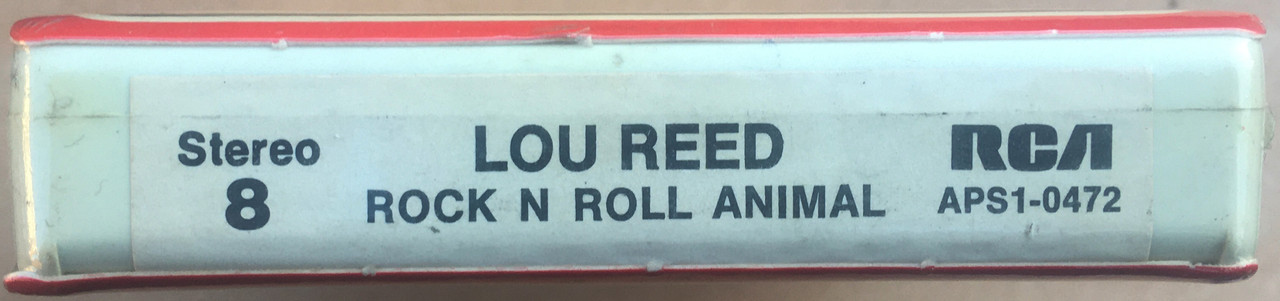 Stereo
8
LOU REED
ROCK N ROLL ANIMAL
RCA
APS1-0472